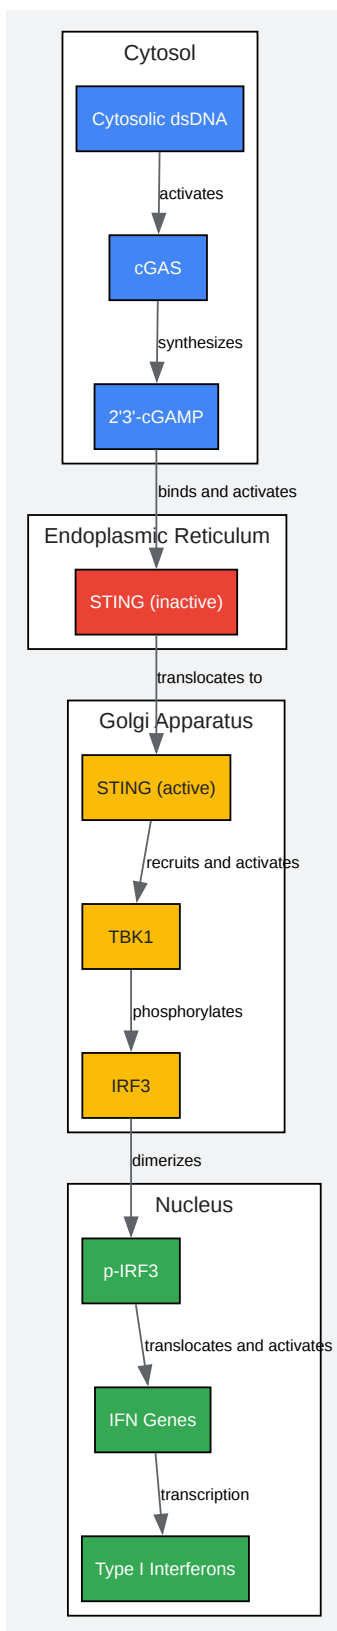 Cytosol
Cytosolic dsDNA
activates
cGAS
synthesizes
2'3'-cGAMP
binds and activates
Endoplasmic Reticulum
STING (inactive)
translocates to
Golgi Apparatus
STING (active)
recruits and activates
TBK1
phosphorylates
IRF3
dimerizes
Nucleus
p-IRF3
translocates and activates
IFN Genes
transcription
Type I Interferons